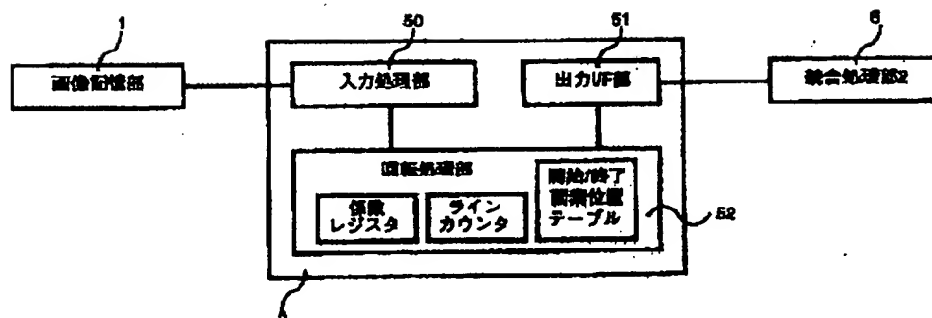 1
50
51
6
画像記憶部
入力処理部
出力I/F部
統合処理部2
回転処理部
係数
レジスタ
ライン
カウンタ
開始/終了
画素位置
テーブル
52